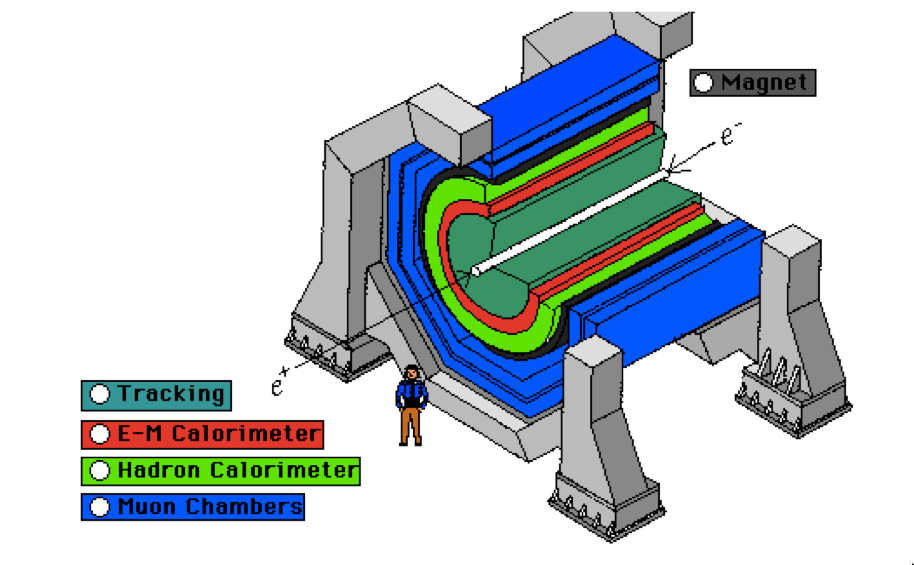 Magnet
e-
e+
Tracking
E-M Calorimeter
Hadron Calorimeter
Muon Chambers